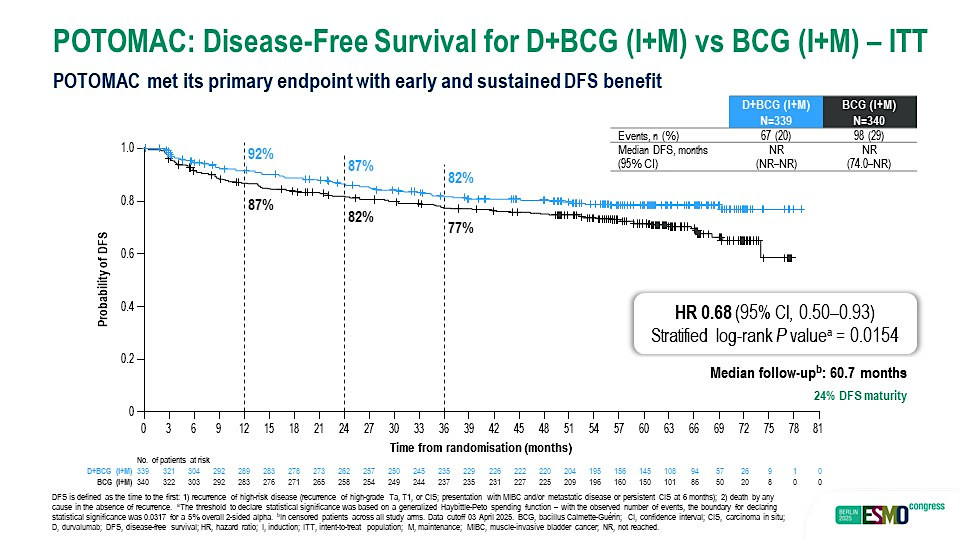 POTOMAC: Disease-Free Survival for D+BCG (I+M) vs BCG (I+M) – ITT
POTOMAC met its primary endpoint with early and sustained DFS benefit
D+BCG (I+M) BCG (I+M)
N=339 N=340
Events, n (%) 67 (20) 98 (29)
Median DFS, months NR NR
(95% CI) (NR–NR) (74.0–NR)
1.0
0.8
0.6
0.4
0.2
0
Probability of DFS
92%
87%
82%
87%
82%
77%
HR 0.68 (95% CI, 0.50–0.93)
Stratified log-rank P valueᵃ = 0.0154
Median follow-upᵇ: 60.7 months
24% DFS maturity
0 3 6 9 12 15 18 21 24 27 30 33 36 39 42 45 48 51 54 57 60 63 66 69 72 75 78 81
Time from randomisation (months)
No. of patients at risk
D+BCG (I+M) 339 321 304 292 289 283 278 273 262 257 250 245 235 229 226 222 220 204 195 156 145 108 94 57 26 9 1 0
BCG (I+M) 340 322 303 292 283 276 271 265 258 254 249 244 237 235 231 227 225 209 196 160 150 101 86 50 20 8 0 0
DFS is defined as the time to the first: 1) recurrence of high-risk disease (recurrence of high-grade Ta, T1, or CIS; presentation with MIBC and/or metastatic disease or persistent CIS at 6 months); 2) death by any
cause in the absence of recurrence. ᵃThe threshold to declare statistical significance was based on a generalized Haybittle-Peto spending function – with the observed number of events, the boundary for declaring
statistical significance was 0.0317 for a 5% overall 2-sided alpha. ᵇIn censored patients across all study arms. Data cutoff 03 April 2025. BCG, bacillus Calmette-Guérin; CI, confidence interval; CIS, carcinoma in situ;
D, durvalumab; DFS, disease-free survival; HR, hazard ratio; I, induction; ITT, intent-to-treat population; M, maintenance; MIBC, muscle-invasive bladder cancer; NR, not reached.
BERLIN
2025
ESMO congress